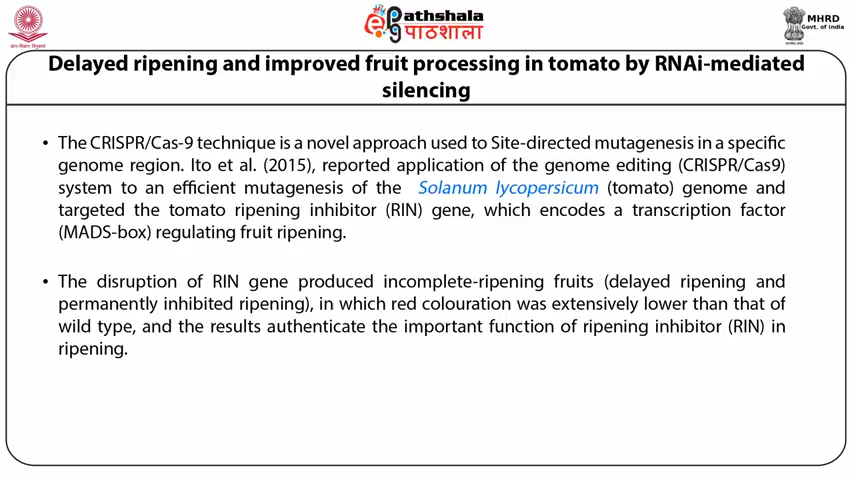 ePathshala
पाठशाला
MHRD
Govt. of India
Delayed ripening and improved fruit processing in tomato by RNAi-mediated
silencing
• The CRISPR/Cas-9 technique is a novel approach used to Site-directed mutagenesis in a specific
genome region. Ito et al. (2015), reported application of the genome editing (CRISPR/Cas9)
system to an efficient mutagenesis of the Solanum lycopersicum (tomato) genome and
targeted the tomato ripening inhibitor (RIN) gene, which encodes a transcription factor
(MADS-box) regulating fruit ripening.
• The disruption of RIN gene produced incomplete-ripening fruits (delayed ripening and
permanently inhibited ripening), in which red colouration was extensively lower than that of
wild type, and the results authenticate the important function of ripening inhibitor (RIN) in
ripening.